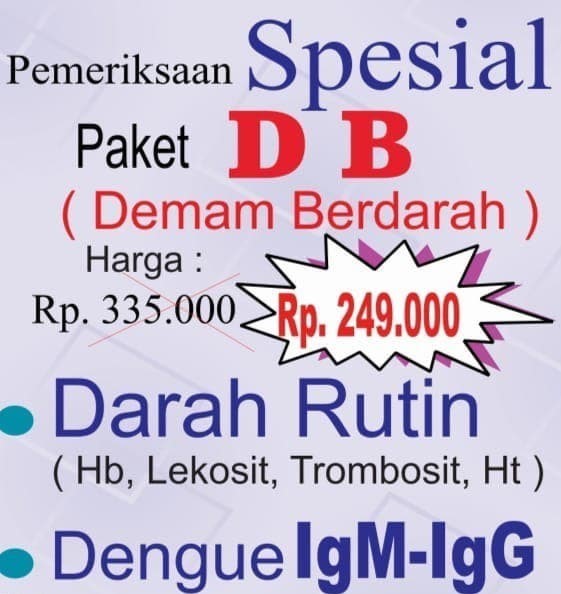 Pemeriksaan Spesial
Paket D B
( Demam Berdarah )
Harga :
Rp. 335.000 Rp. 249.000
Darah Rutin
( Hb, Lekosit, Trombosit, Ht )
Dengue IgM-IgG